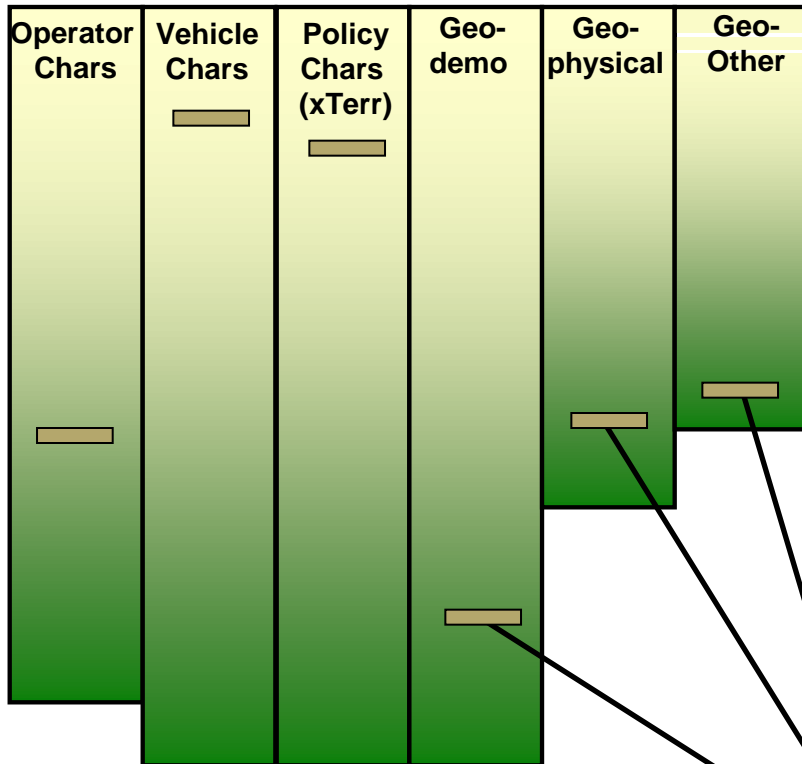 Operator
Chars
Vehicle
Chars
Policy
Chars
(xTerr)
Geo-
demo
Geo-
physical
Geo-
Other